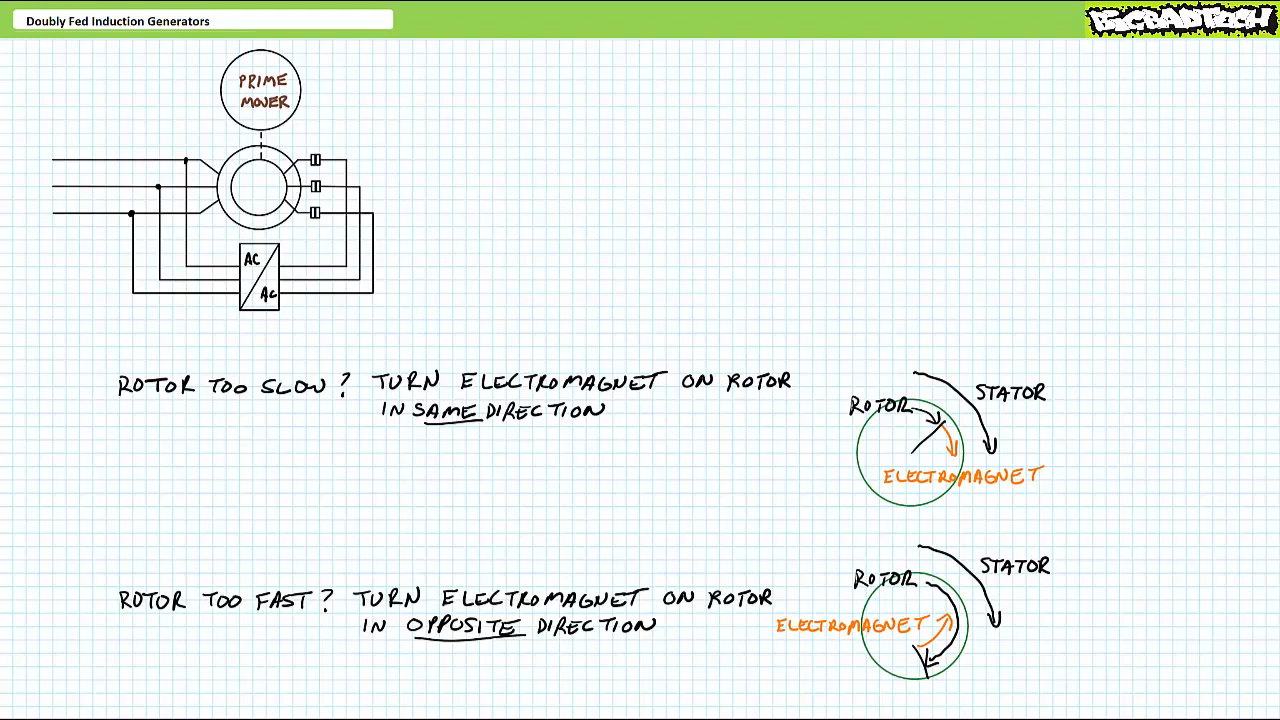 Doubly Fed Induction Generators
BIGBADTECH
PRIME
MOVER
AC
AC
ROTOR TOO SLOW? TURN ELECTROMAGNET ON ROTOR
IN SAME DIRECTION
ROTOR
STATOR
ELECTROMAGNET
ROTOR TOO FAST? TURN ELECTROMAGNET ON ROTOR
IN OPPOSITE DIRECTION
ROTOR
STATOR
ELECTROMAGNET